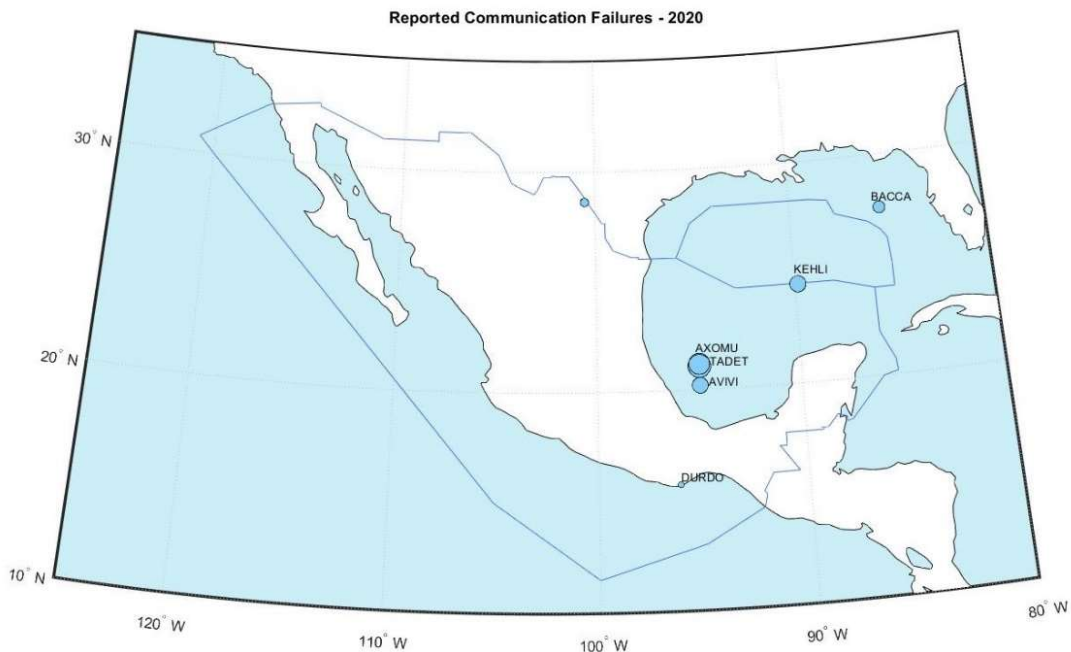 Reported Communication Failures - 2020
30° N
BACCA
KEHLI
AXOMU
TADET
20° N
AVIVI
DURDO
10° N
120° W
110° W
100° W
90° W
80° W